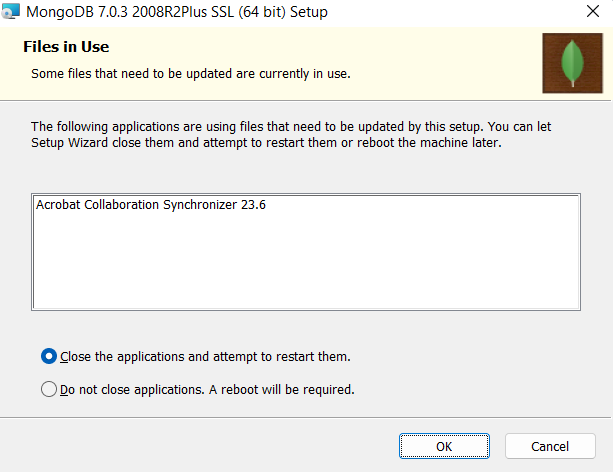 MongoDB 7.0.3 2008R2Plus SSL (64 bit) Setup
Files in Use
Some files that need to be updated are currently in use.
The following applications are using files that need to be updated by this setup. You can let
Setup Wizard close them and attempt to restart them or reboot the machine later.
Acrobat Collaboration Synchronizer 23.6
Close the applications and attempt to restart them.
Do not close applications. A reboot will be required.
OK
Cancel